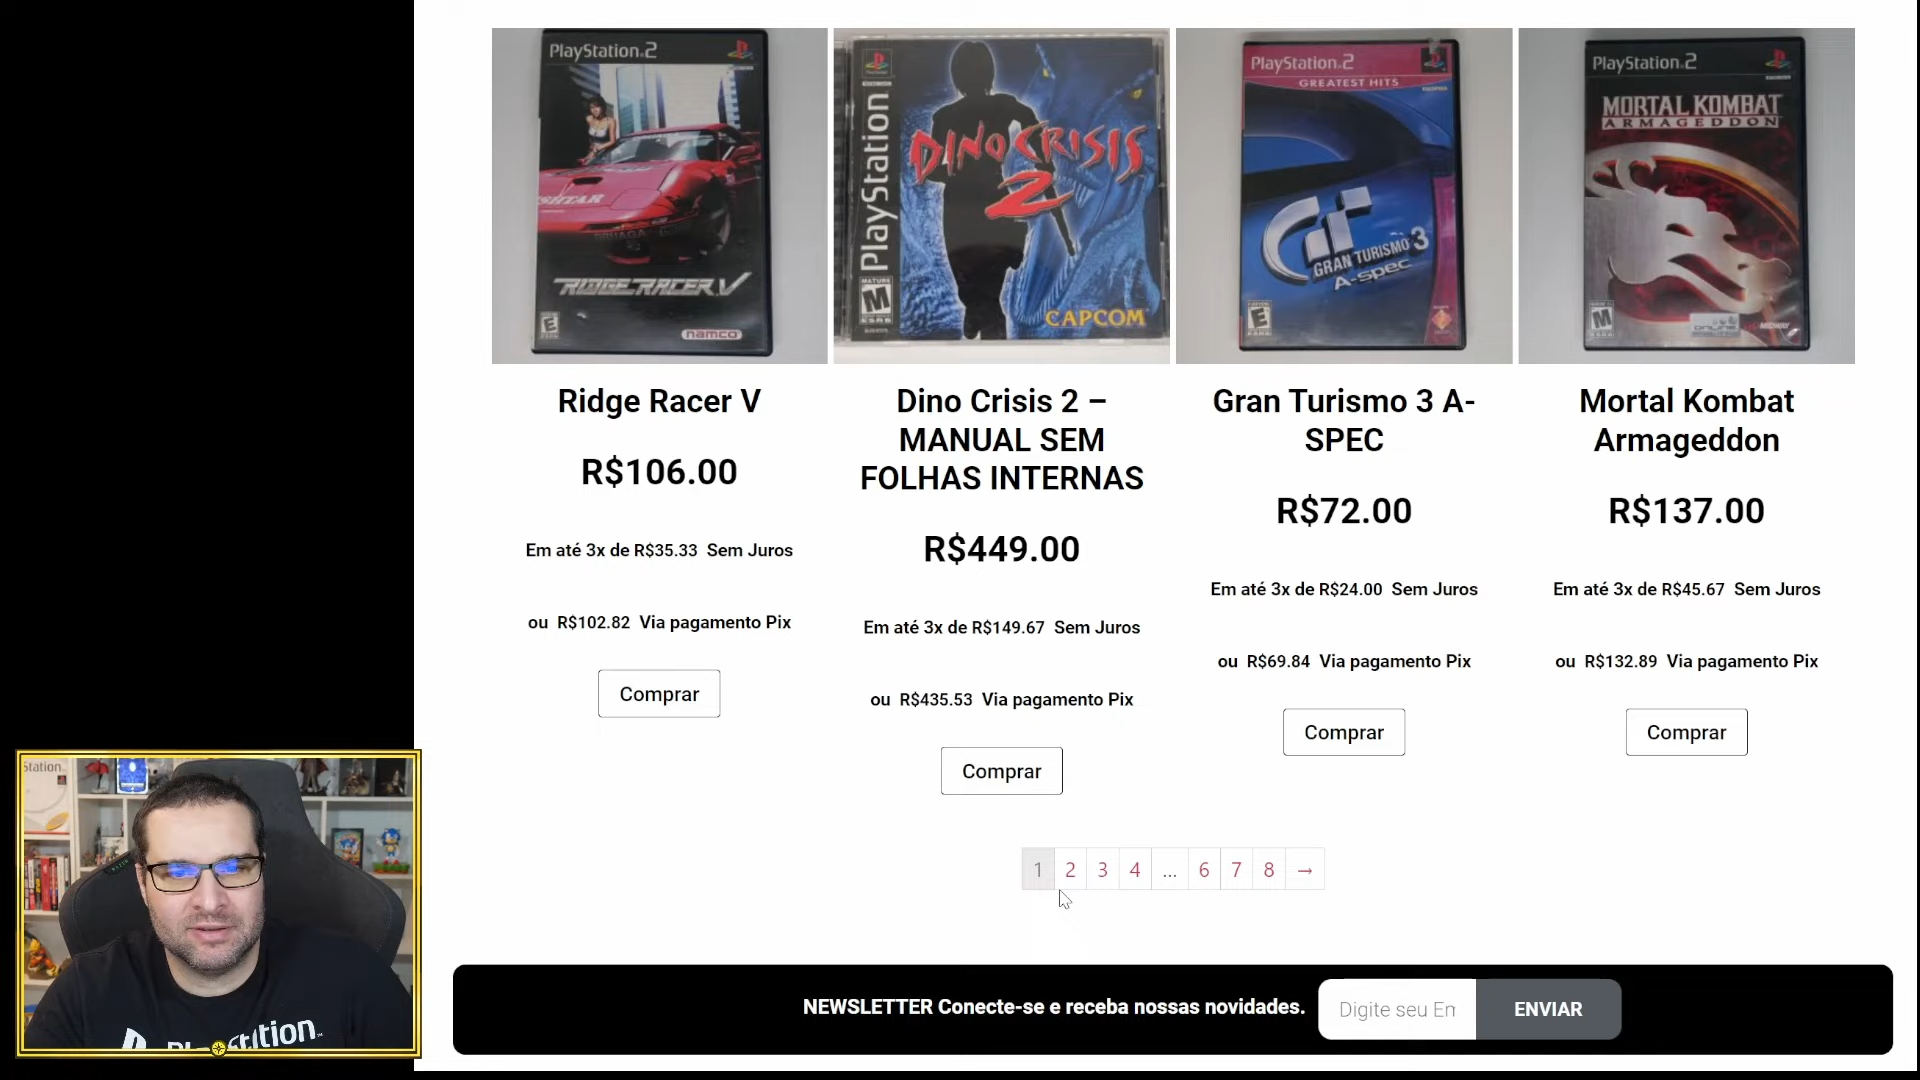 PlayStation 2
RIDGE RACER V
namco
E
PlayStation
DINO CRISIS
2
MATURE
M
ESRB
CAPCOM
PlayStation 2
GREATEST HITS
GRAN TURISMO 3
A-spec
E
PlayStation 2
MORTAL KOMBAT
ARMAGEDDON
M
ONLINE
MIDWAY
Ridge Racer V
R$106.00
Em até 3x de R$35.33 Sem Juros
ou R$102.82 Via pagamento Pix
Comprar
Dino Crisis 2 –
MANUAL SEM
FOLHAS INTERNAS
R$449.00
Em até 3x de R$149.67 Sem Juros
ou R$435.53 Via pagamento Pix
Comprar
Gran Turismo 3 A-
SPEC
R$72.00
Em até 3x de R$24.00 Sem Juros
ou R$69.84 Via pagamento Pix
Comprar
Mortal Kombat
Armageddon
R$137.00
Em até 3x de R$45.67 Sem Juros
ou R$132.89 Via pagamento Pix
Comprar
1 2 3 4 ... 6 7 8 →
NEWSLETTER Conecte-se e receba nossas novidades.
Digite seu Em
ENVIAR
Station